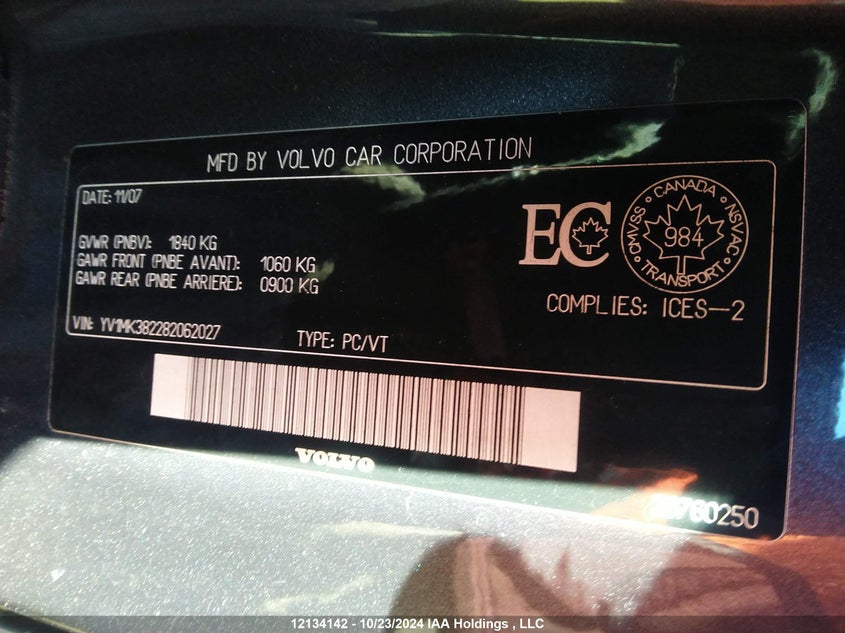 MFD BY VOLVO CAR CORPORATION
DATE: 11/07
GVWR (PNBV): 1840 KG
GAWR FRONT (PNBE AVANT): 1060 KG
GAWR REAR (PNBE ARRIERE): 0900 KG
EC
CANADA
CMVSS
984
NSVAC
TRANSPORT
COMPLIES: ICES--2
VIN: YV1MK382282062027
TYPE: PC/VT
VOLVO
12134142 - 10/23/2024 IAA Holdings , LLC